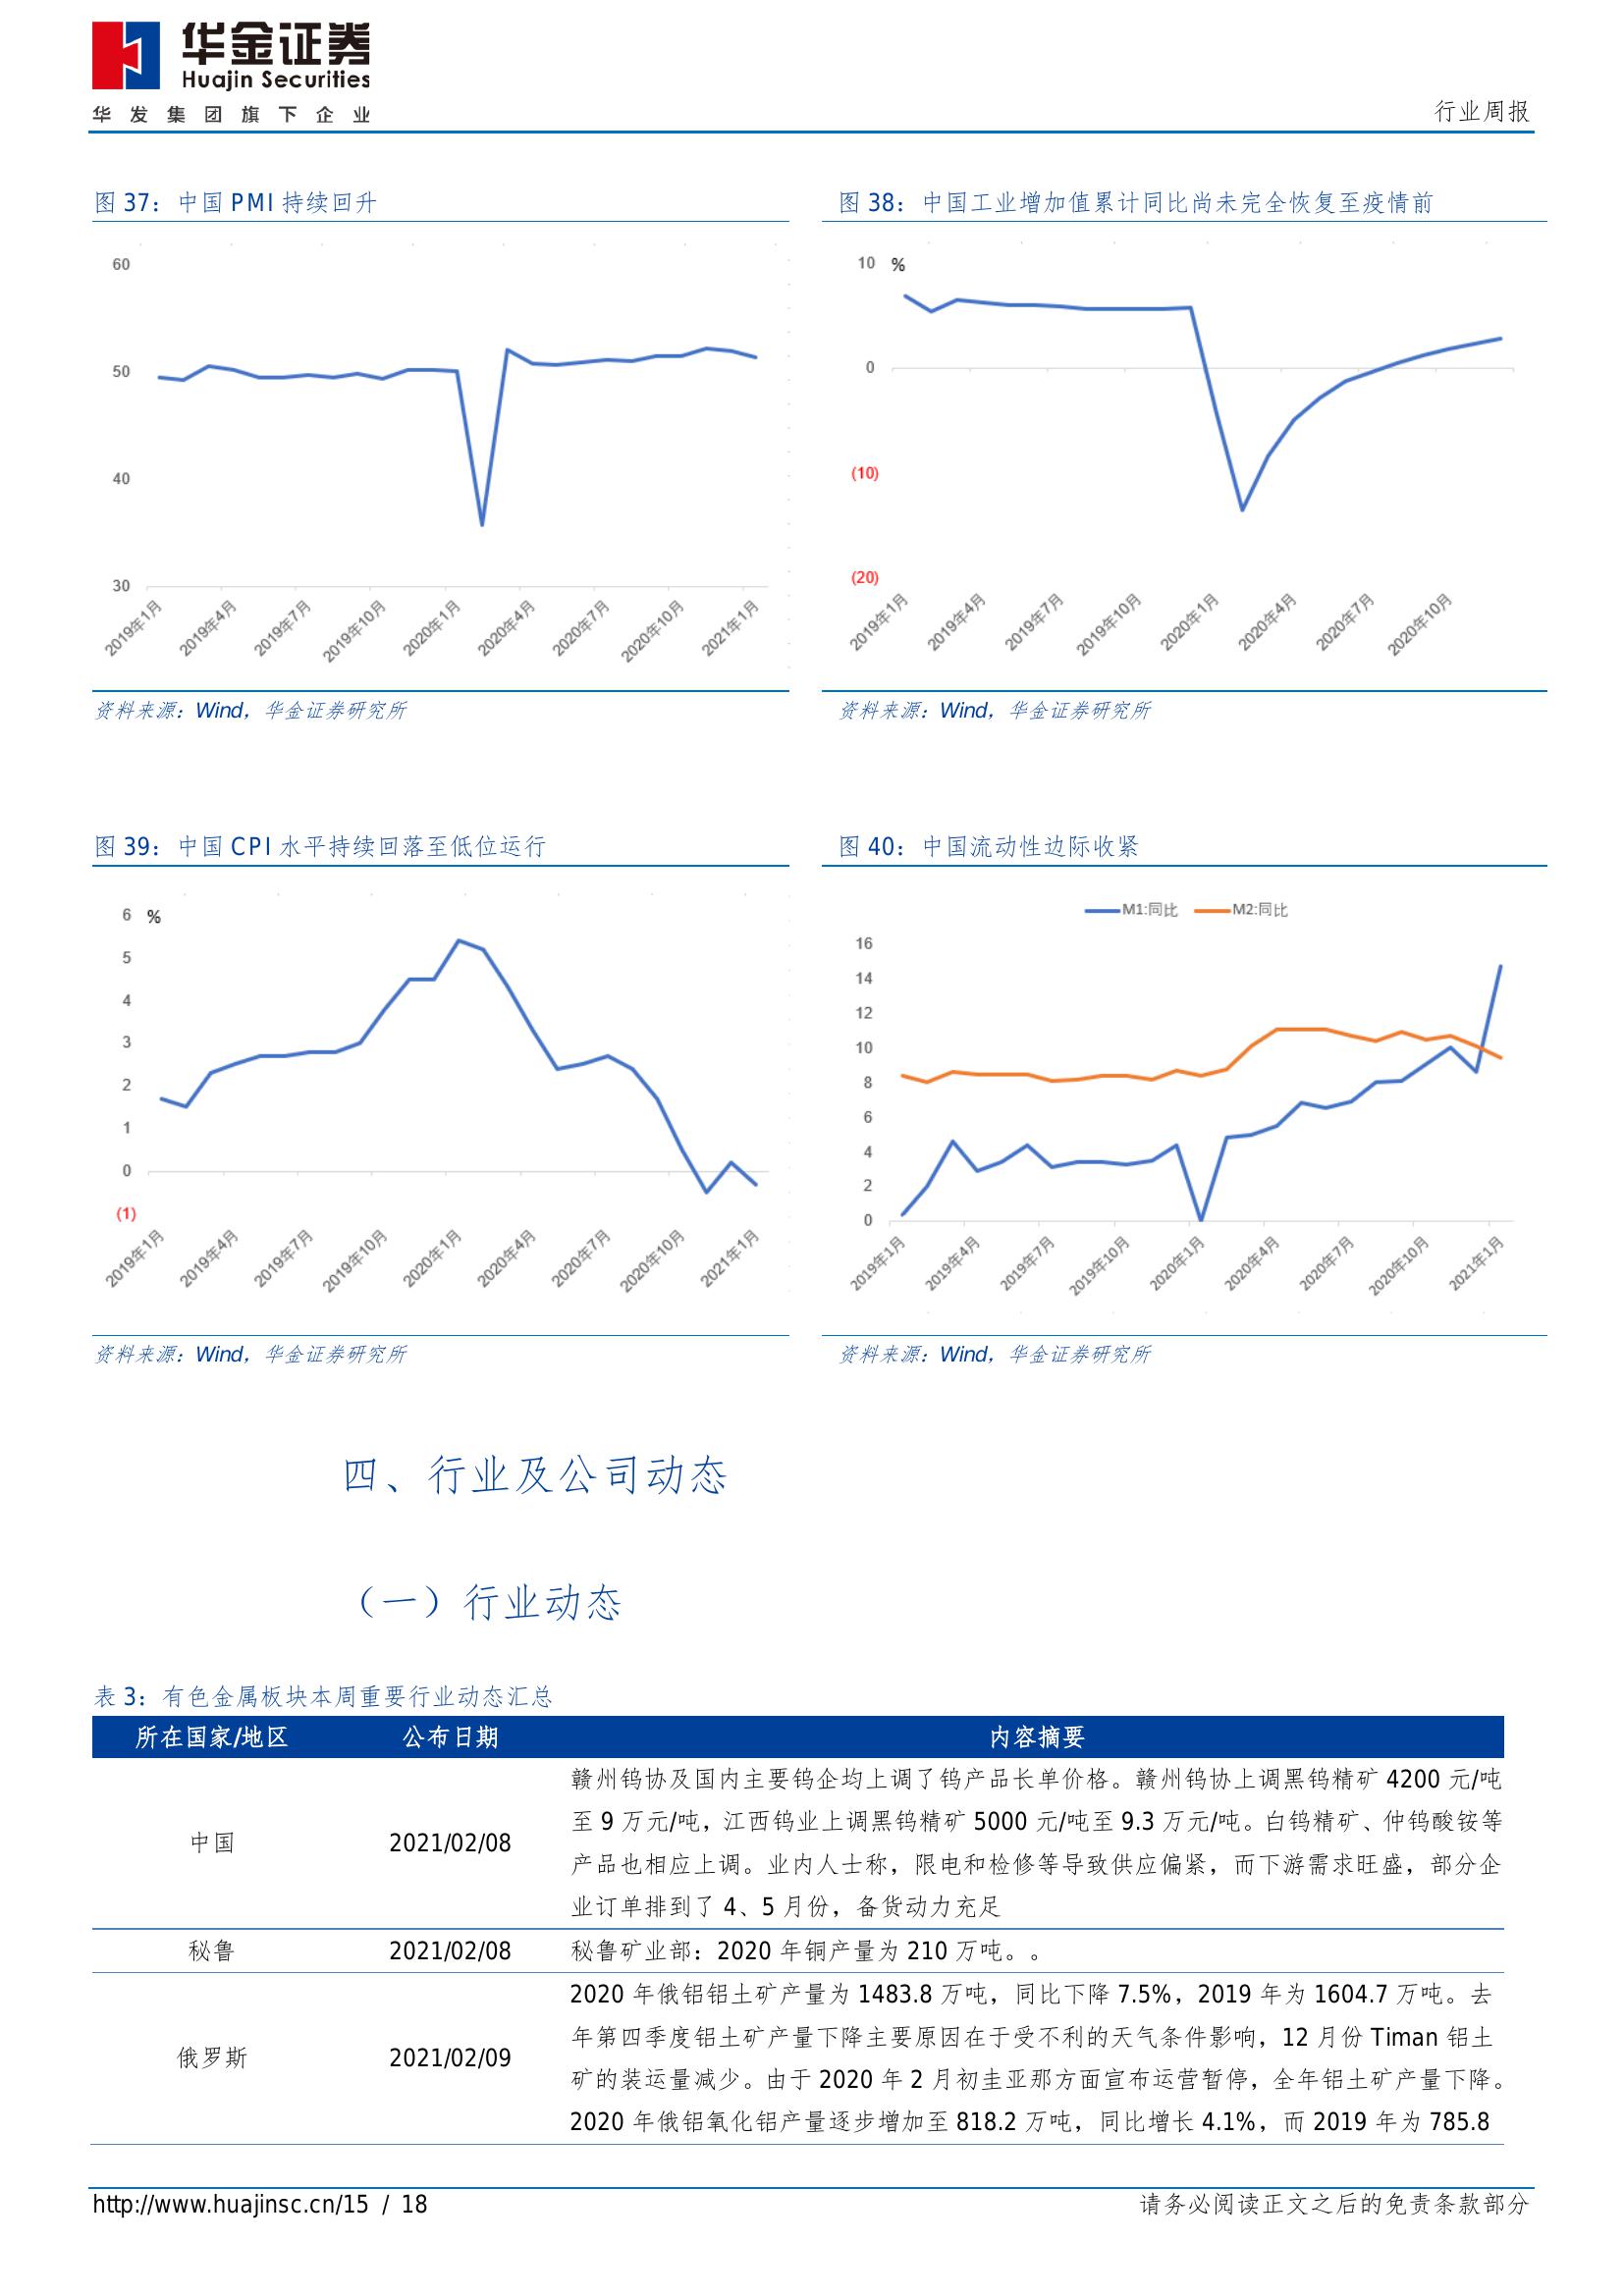 华金证券
Huajin Securities
华发集团旗下企业
行业周报
图 37：中国 PMI 持续回升
60
50
40
30
2019年1月
2019年4月
2019年7月
2019年10月
2020年1月
2020年4月
2020年7月
2020年10月
2021年1月
资料来源：Wind，华金证券研究所
图 38：中国工业增加值累计同比尚未完全恢复至疫情前
10 %
0
(10)
(20)
2019年1月
2019年4月
2019年7月
2019年10月
2020年1月
2020年4月
2020年7月
2020年10月
资料来源：Wind，华金证券研究所
图 39：中国 CPI 水平持续回落至低位运行
6 %
5
4
3
2
1
0
(1)
2019年1月
2019年4月
2019年7月
2019年10月
2020年1月
2020年4月
2020年7月
2020年10月
2021年1月
资料来源：Wind，华金证券研究所
图 40：中国流动性边际收紧
M1:同比 M2:同比
16
14
12
10
8
6
4
2
0
2019年1月
2019年4月
2019年7月
2019年10月
2020年1月
2020年4月
2020年7月
2020年10月
2021年1月
资料来源：Wind，华金证券研究所
四、行业及公司动态
（一）行业动态
表 3：有色金属板块本周重要行业动态汇总
所在国家/地区 公布日期 内容摘要
中国 2021/02/08
赣州钨协及国内主要钨企均上调了钨产品长单价格。赣州钨协上调黑钨精矿 4200 元/吨
至 9 万元/吨，江西钨业上调黑钨精矿 5000 元/吨至 9.3 万元/吨。白钨精矿、仲钨酸铵等
产品也相应上调。业内人士称，限电和检修等导致供应偏紧，而下游需求旺盛，部分企
业订单排到了 4、5 月份，备货动力充足
秘鲁 2021/02/08 秘鲁矿业部：2020 年铜产量为 210 万吨。。
俄罗斯 2021/02/09
2020 年俄铝铝土矿产量为 1483.8 万吨，同比下降 7.5%，2019 年为 1604.7 万吨。去
年第四季度铝土矿产量下降主要原因在于受不利的天气条件影响，12 月份 Timan 铝土
矿的装运量减少。由于 2020 年 2 月初圭亚那方面宣布运营暂停，全年铝土矿产量下降。
2020 年俄铝氧化铝产量逐步增加至 818.2 万吨，同比增长 4.1%，而 2019 年为 785.8
http://www.huajinsc.cn/15 / 18
请务必阅读正文之后的免责条款部分